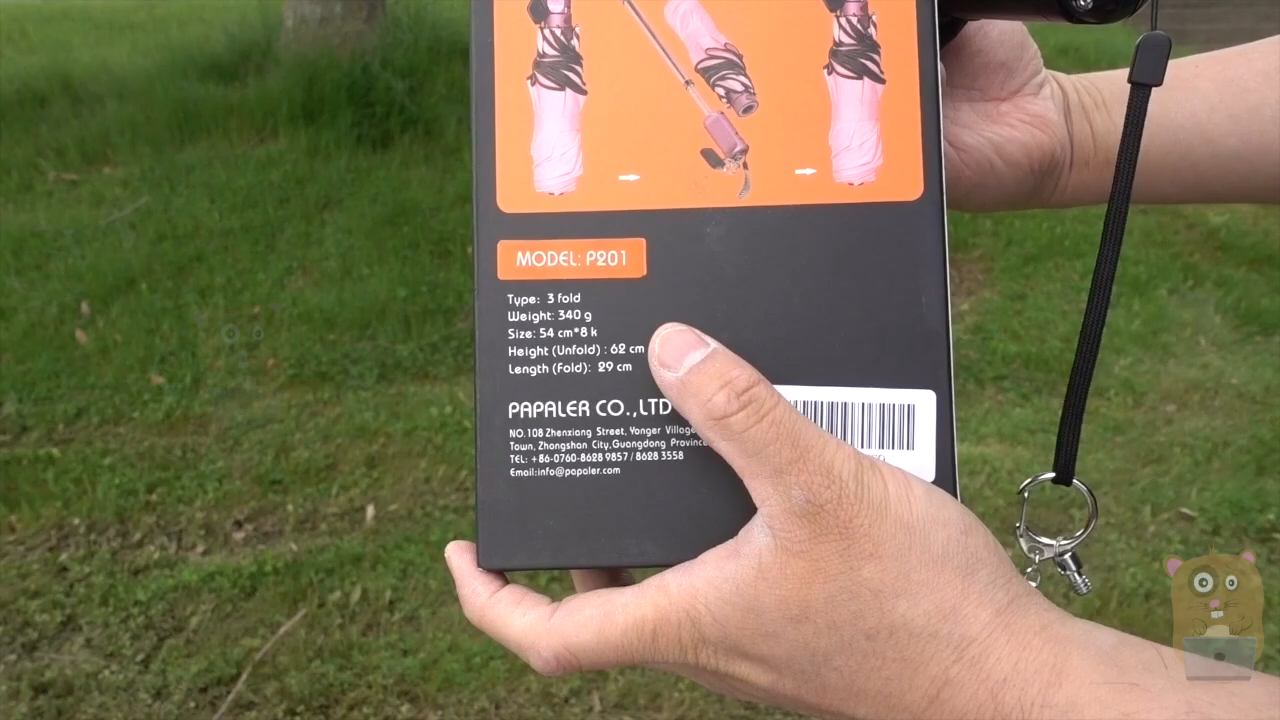 MODEL: P201
Type: 3 fold
Weight: 340 g
Size: 54 cm*8 k
Height (Unfold) : 62 cm
Length (Fold): 29 cm
PAPALER CO.,LTD
NO.108 Zhenxiang Street, Yonger Village
Town, Zhongshan City,Guangdong Province
TEL: +86-0760-8628 9857 / 8628 3558
Email:info@papaler.com